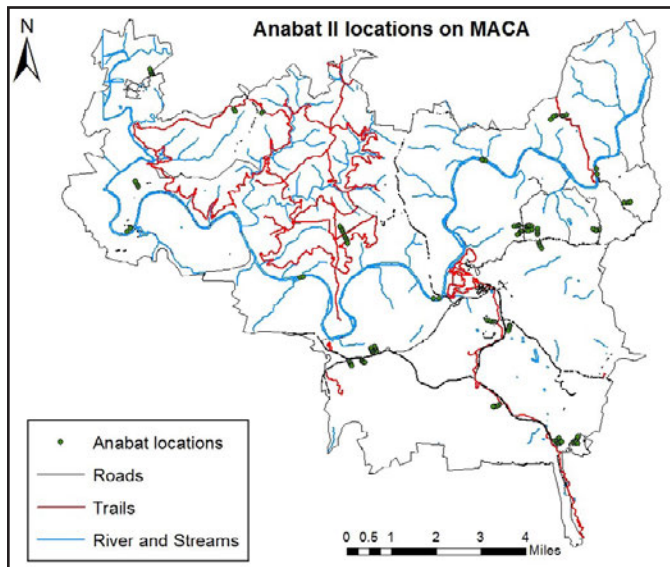 Anabat II locations on MACA
N
Anabat locations
Roads
Trails
River and Streams
0 0.5 1 2 3 4
Miles